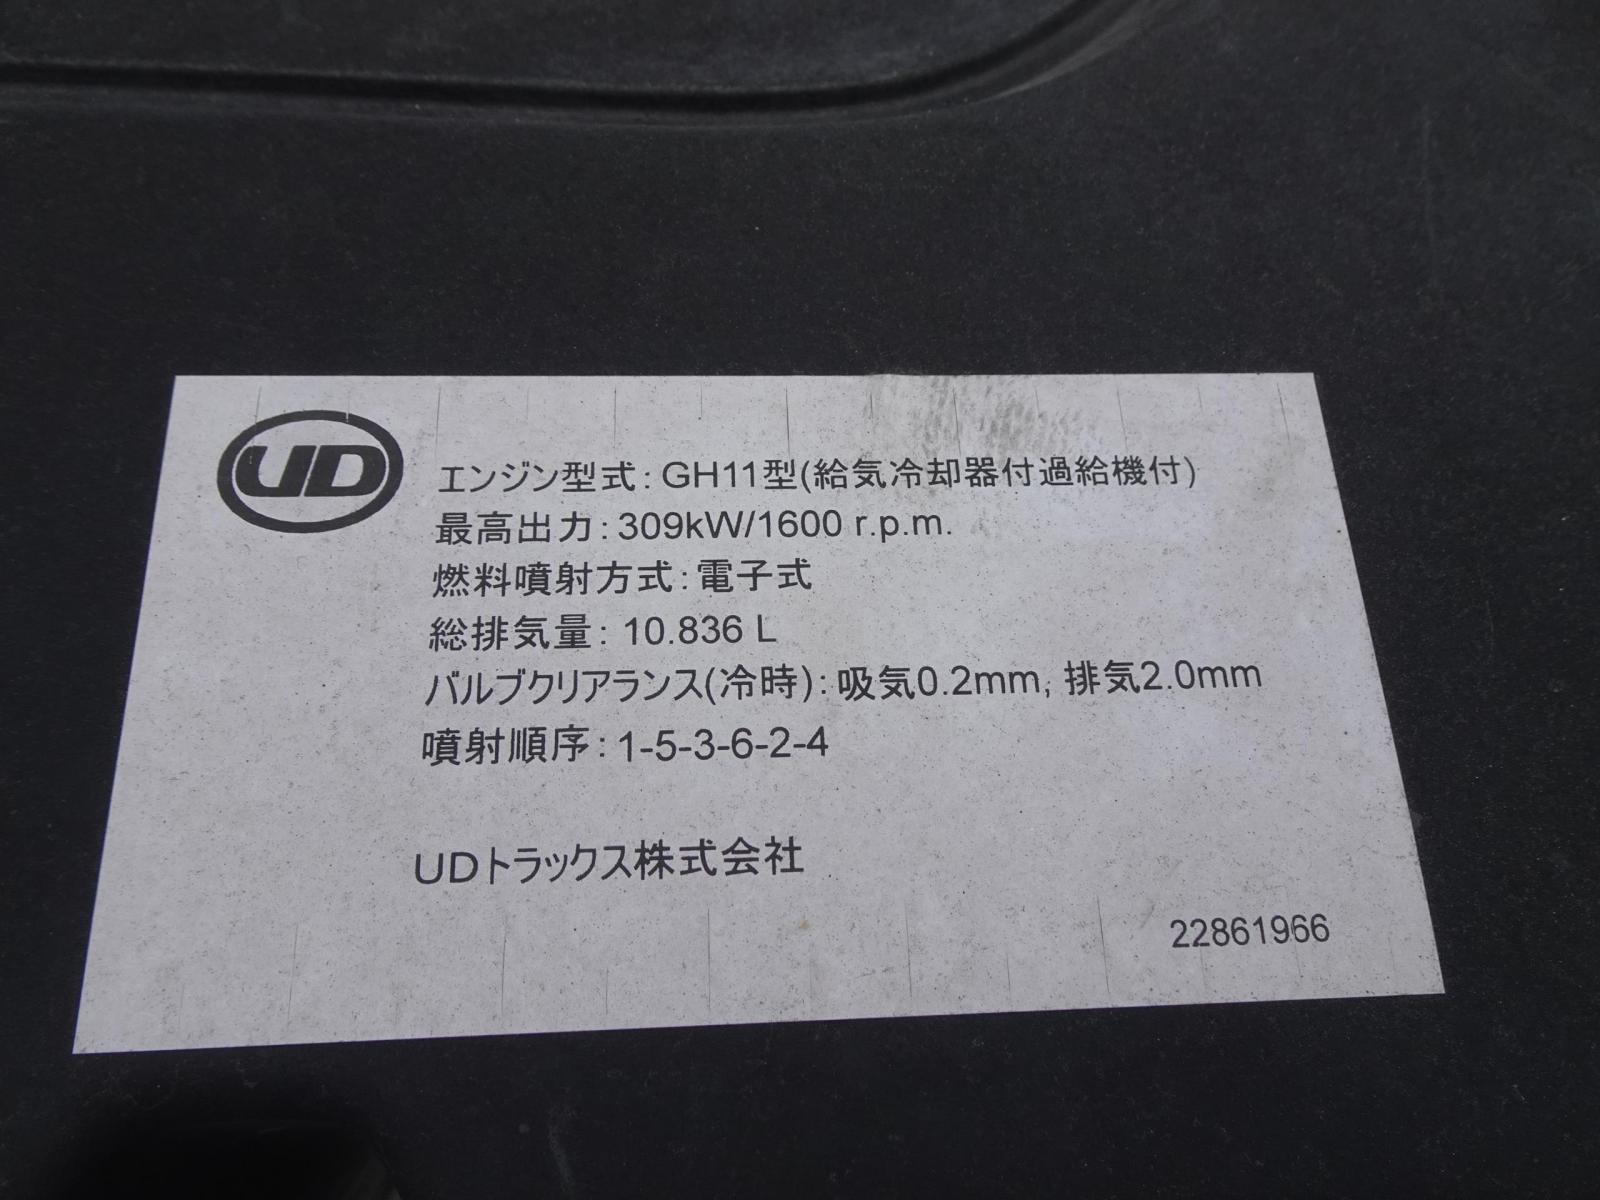 UD
エンジン型式: GH11型(給気冷却器付過給機付)
最高出力: 309kW/1600 r.p.m.
燃料噴射方式: 電子式
総排気量: 10.836 L
バルブクリアランス(冷時): 吸気0.2mm, 排気2.0mm
噴射順序: 1-5-3-6-2-4
UDトラックス株式会社
22861966